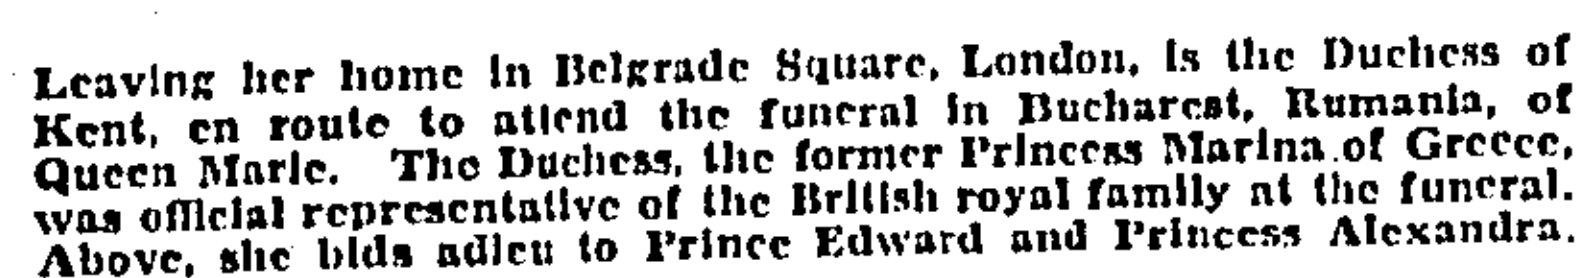 Leaving her home in Belgrade Square, London, is the Duchess of
Kent, en route to attend the funeral in Bucharest, Rumania, of
Queen Marie. The Duchess, the former Princess Marina of Greece,
was official representative of the British royal family at the funeral.
Above, she bids adieu to Prince Edward and Princess Alexandra.